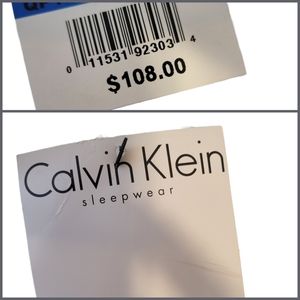 0 11531 92303 4
$108.00
Calvin Klein
sleepwear